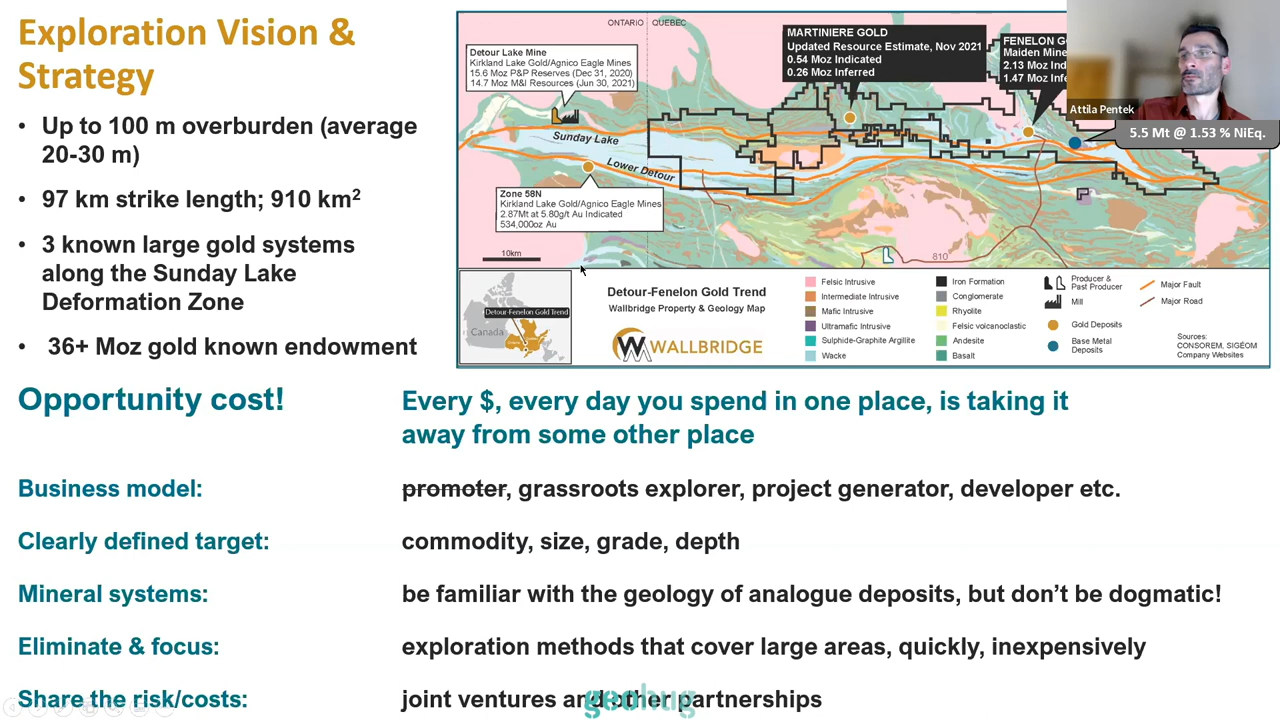 Exploration Vision &
Strategy
• Up to 100 m overburden (average
20-30 m)
• 97 km strike length; 910 km²
• 3 known large gold systems
along the Sunday Lake
Deformation Zone
• 36+ Moz gold known endowment
ONTARIO QUEBEC
Detour Lake Mine
Kirkland Lake Gold/Agnico Eagle Mines
15.6 Moz P&P Reserves (Dec 31, 2020)
14.7 Moz M&I Resources (Jun 30, 2021)
MARTINIERE GOLD
Updated Resource Estimate, Nov 2021
0.54 Moz Indicated
0.26 Moz Inferred
FENELON
Maiden
2.13 Moz
1.47 Moz
Attila Pentek
5.5 Mt @ 1.53 % NiEq.
Sunday Lake
Lower Detour
Zone 58N
Kirkland Lake Gold/Agnico Eagle Mines
2.87Mt at 5.80g/t Au Indicated
534,000oz Au
10km
810
Detour-Fenelon Gold Trend
Canada
Detour-Fenelon Gold Trend
Wallbridge Property & Geology Map
WALLBRIDGE
Felsic Intrusive
Intermediate Intrusive
Mafic Intrusive
Ultramafic Intrusive
Sulphide-Graphite Argillite
Wacke
Iron Formation
Conglomerate
Rhyolite
Felsic volcanoclastic
Andesite
Basalt
Producer &
Past Producer
Mill
Gold Deposits
Base Metal
Deposits
Major Fault
Major Road
Sources:
CONSOREM, SIGÉOM
Company Websites
Opportunity cost! Every $, every day you spend in one place, is taking it
away from some other place
Business model: promoter, grassroots explorer, project generator, developer etc.
Clearly defined target: commodity, size, grade, depth
Mineral systems: be familiar with the geology of analogue deposits, but don't be dogmatic!
Eliminate & focus: exploration methods that cover large areas, quickly, inexpensively
Share the risk/costs: joint ventures and other partnerships
geohug